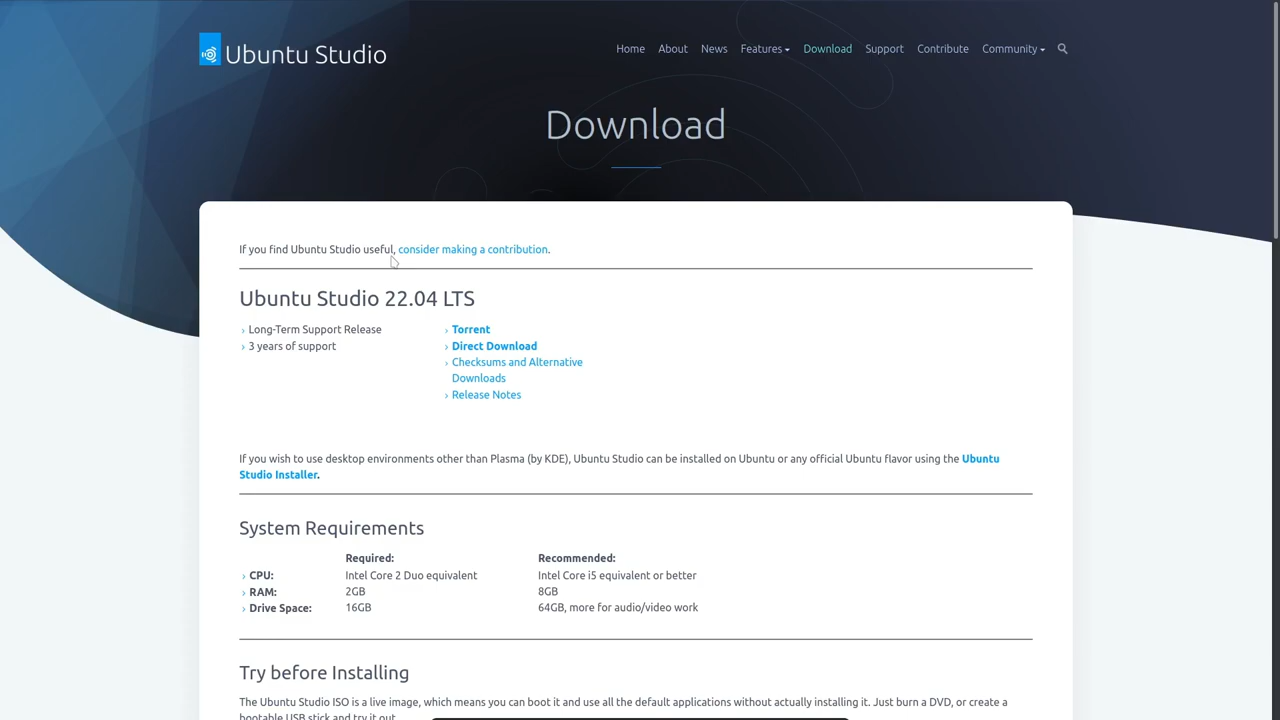 Ubuntu Studio
Home About News Features Download Support Contribute Community
Download
If you find Ubuntu Studio useful, consider making a contribution.
Ubuntu Studio 22.04 LTS
Long-Term Support Release
3 years of support
Torrent
Direct Download
Checksums and Alternative
Downloads
Release Notes
If you wish to use desktop environments other than Plasma (by KDE), Ubuntu Studio can be installed on Ubuntu or any official Ubuntu flavor using the Ubuntu
Studio Installer.
System Requirements
Required: Recommended:
CPU: Intel Core 2 Duo equivalent Intel Core i5 equivalent or better
RAM: 2GB 8GB
Drive Space: 16GB 64GB, more for audio/video work
Try before Installing
The Ubuntu Studio ISO is a live image, which means you can boot it and use all the default applications without actually installing it. Just burn a DVD, or create a
bootable USB stick and try it out.